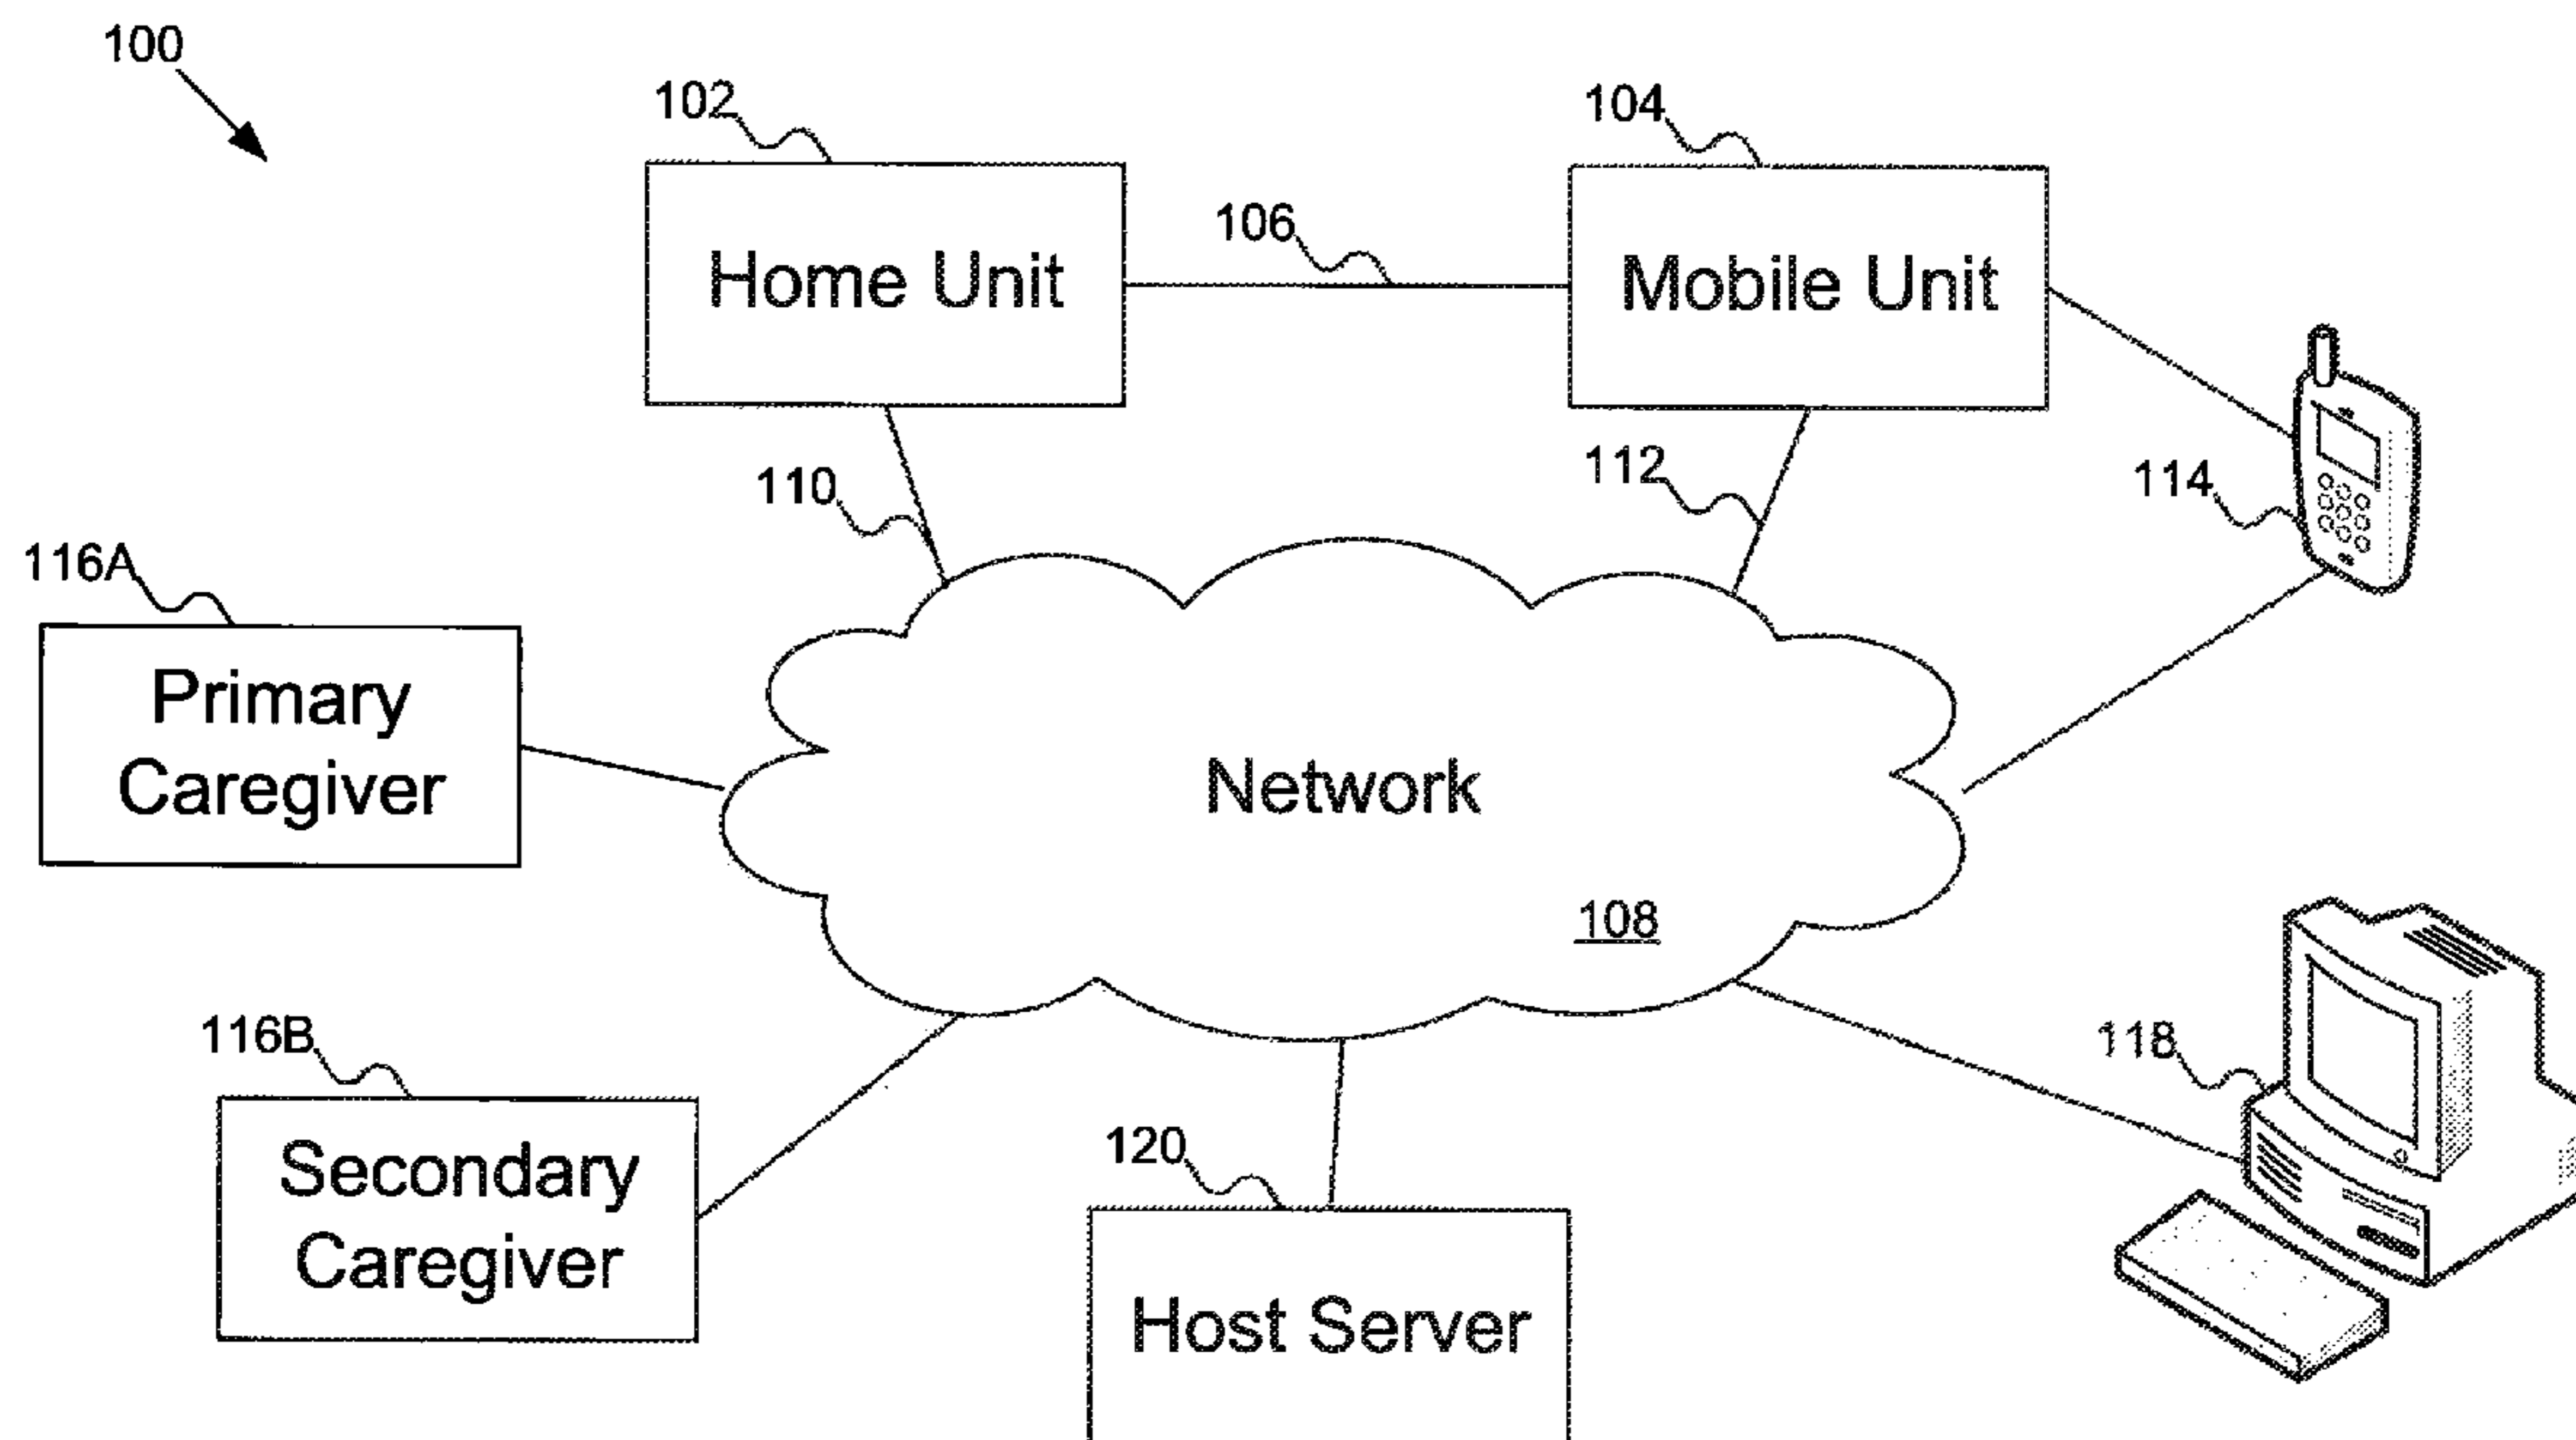 100
102
104
106
Home Unit
Mobile Unit
110
112
114
116A
Primary
Caregiver
Network
108
116B
118
Secondary
Caregiver
120
Host Server